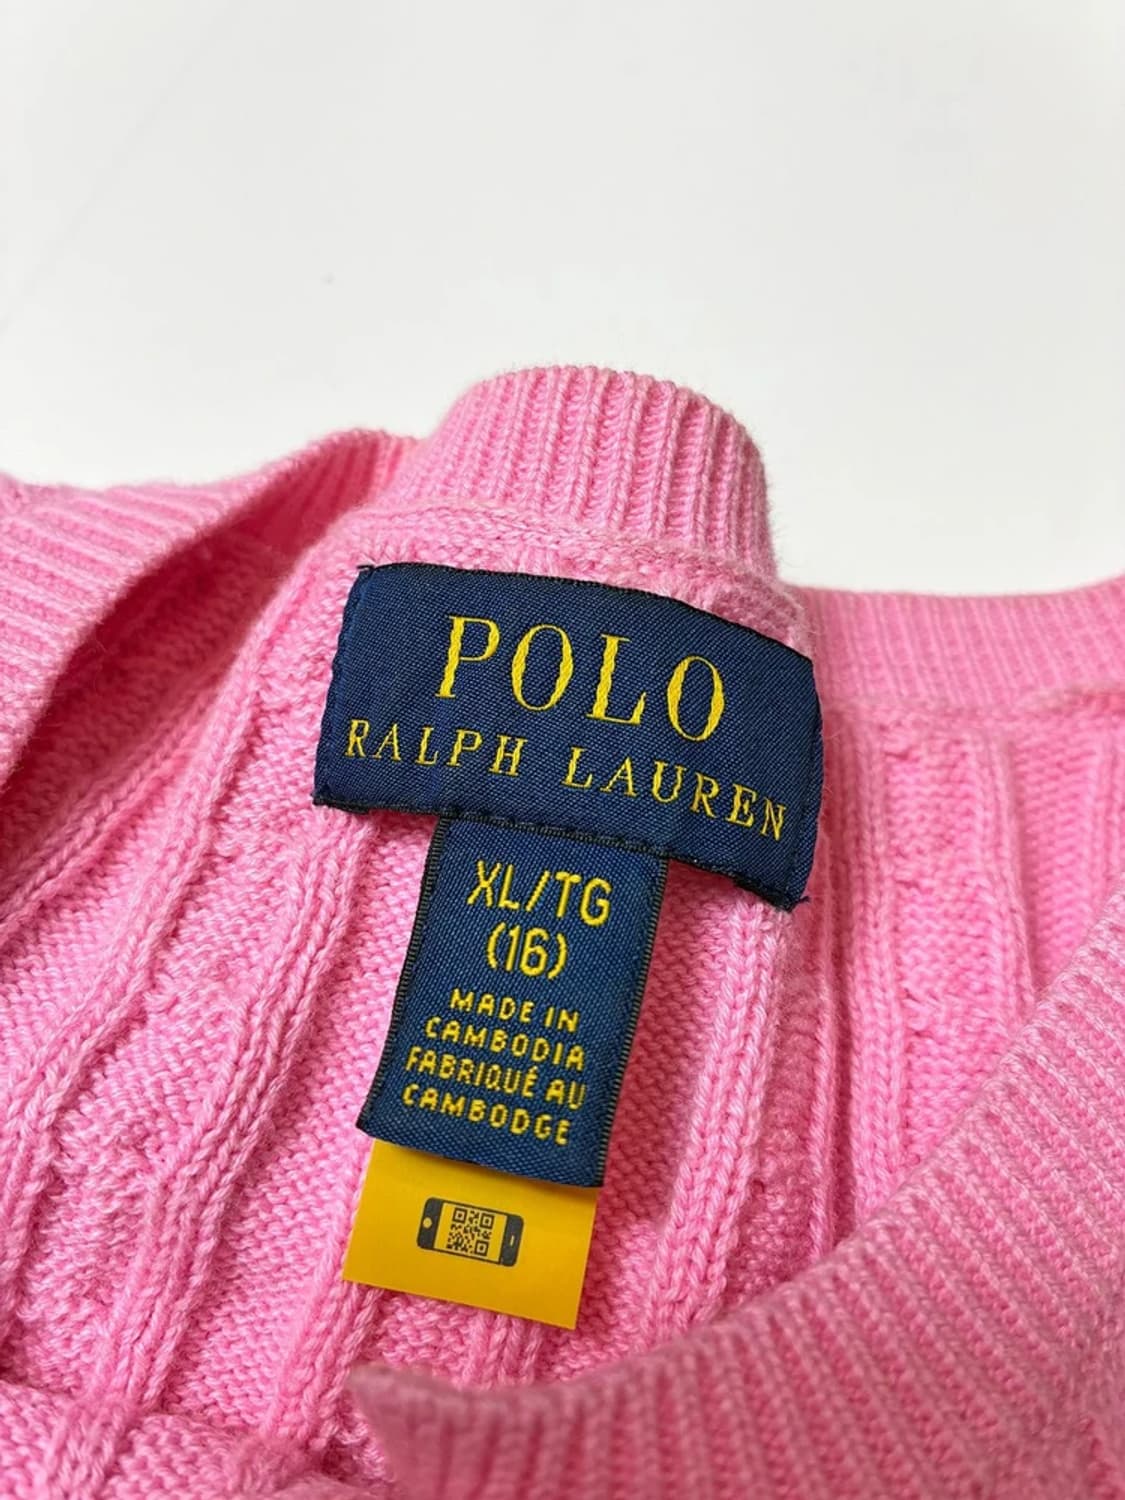 POLO
RALPH LAUREN
XL/TG
(16)
MADE IN
CAMBODIA
FABRIQUÉ AU
CAMBODGE